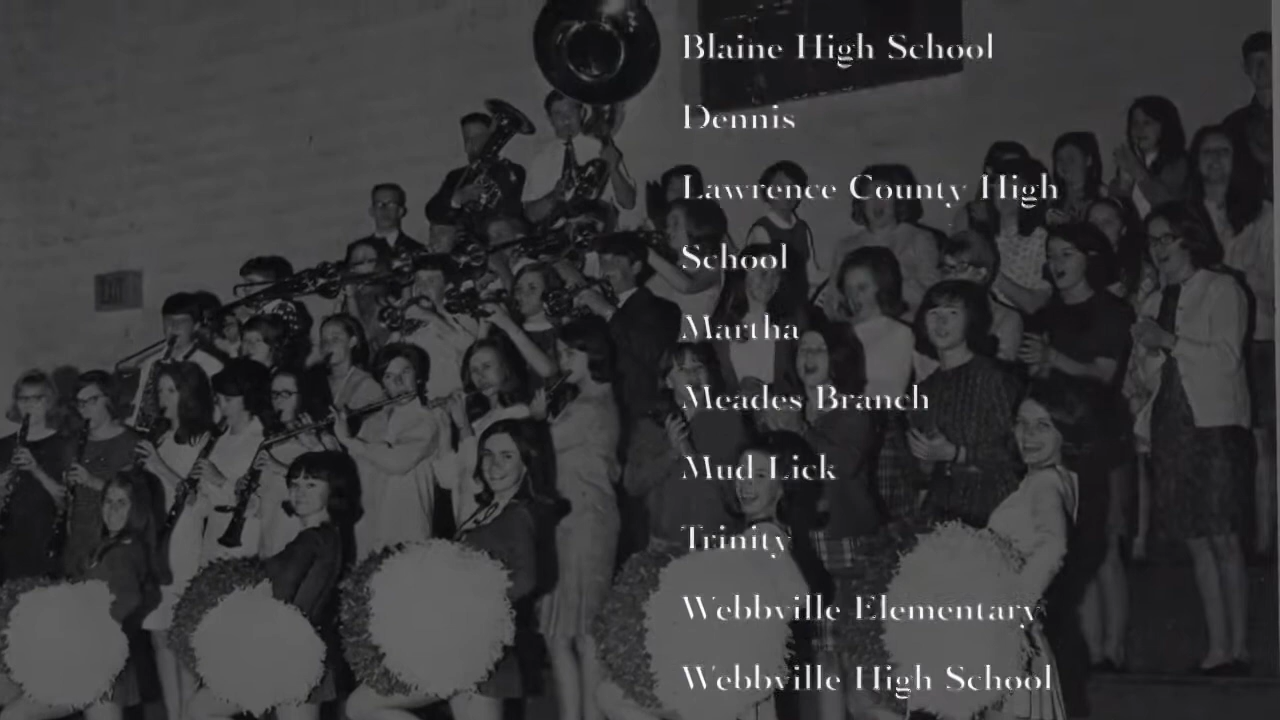 Blaine High School
Dennis
Lawrence County High
School
Martha
Meades Branch
Mud Lick
Trinity
Webbville Elementary
Webbville High School